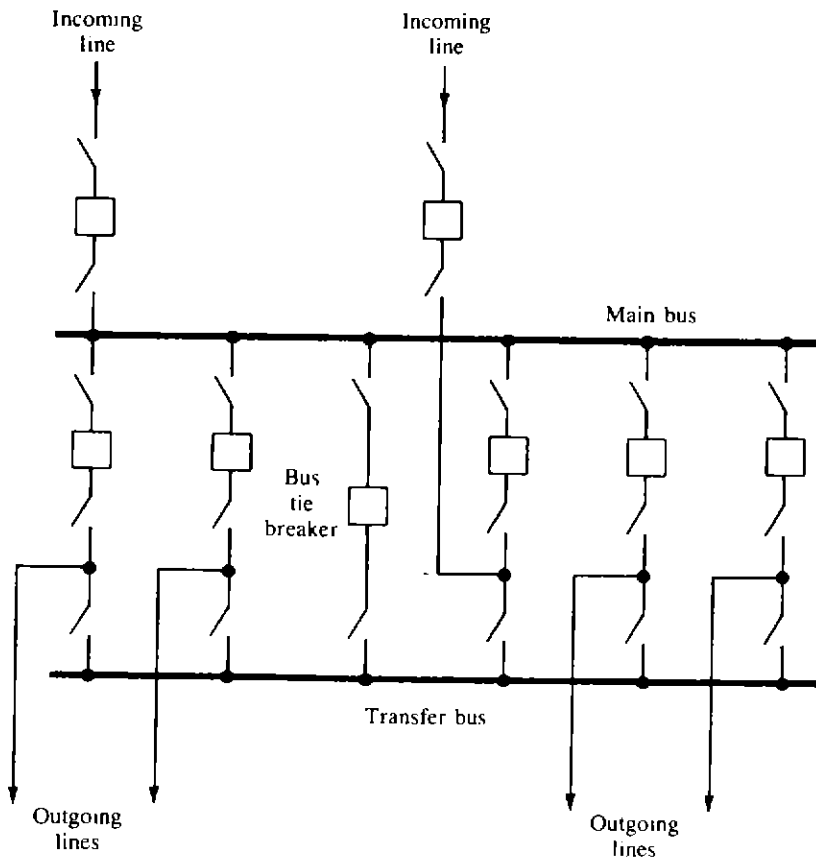 Incoming
line
Incoming
line
Main bus
Bus
tie
breaker
Transfer bus
Outgoing
lines
Outgoing
lines